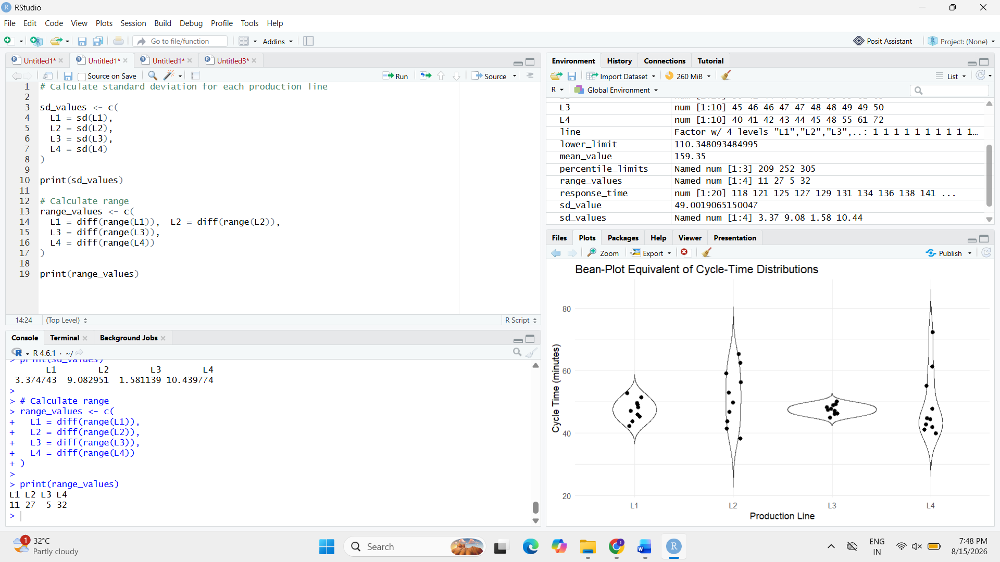 RStudio
File Edit Code View Plots Session Build Debug Profile Tools Help
Go to file/function Addins Posit Assistant Project: (None)
Untitled1* Untitled1* Untitled1* Untitled3*
Source on Save Run Source
1 # Calculate standard deviation for each production line
2
3 sd_values <- c(
4 L1 = sd(L1),
5 L2 = sd(L2),
6 L3 = sd(L3),
7 L4 = sd(L4)
8 )
9
10 print(sd_values)
11
12 # Calculate range
13 range_values <- c(
14 L1 = diff(range(L1)), L2 = diff(range(L2)),
15 L3 = diff(range(L3)),
16 L4 = diff(range(L4))
17 )
18
19 print(range_values)
14:24 (Top Level) R Script
Console Terminal Background Jobs
R 4.6.1 · ~/
> print(sd_values)
L1 L2 L3 L4
3.374743 9.082951 1.581139 10.439774
>
> # Calculate range
> range_values <- c(
+ L1 = diff(range(L1)),
+ L2 = diff(range(L2)),
+ L3 = diff(range(L3)),
+ L4 = diff(range(L4))
+ )
>
> print(range_values)
L1 L2 L3 L4
11 27 5 32
>
Environment History Connections Tutorial
Import Dataset 260 MiB List
R Global Environment
L3 num [1:10] 45 46 46 47 47 48 48 49 49 50
L4 num [1:10] 40 41 42 43 44 45 48 55 61 72
line Factor w/ 4 levels "L1","L2","L3",..: 1 1 1 1 1 1 1 1 1 1…
lower_limit 110.348093484995
mean_value 159.35
percentile_limits Named num [1:3] 209 252 305
range_values Named num [1:4] 11 27 5 32
response_time num [1:20] 118 121 125 127 129 131 134 136 138 141 ...
sd_value 49.0019065150047
sd_values Named num [1:4] 3.37 9.08 1.58 10.44
Files Plots Packages Help Viewer Presentation
Zoom Export Publish
Bean-Plot Equivalent of Cycle-Time Distributions
Cycle Time (minutes)
80
60
40
20
L1 L2 L3 L4
Production Line
1 32°C
Partly cloudy
Search
ENG
IN
7:48 PM
8/15/2026